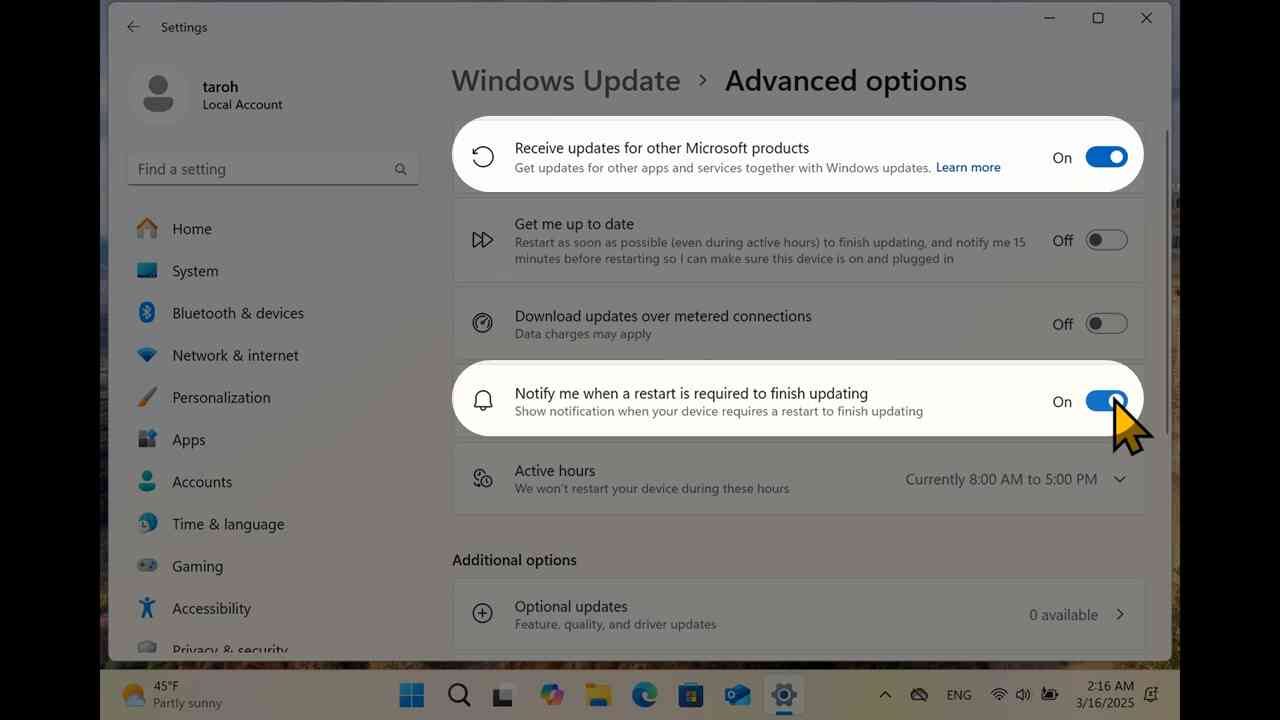 Settings
taroh
Local Account
Find a setting
Home
System
Bluetooth & devices
Network & internet
Personalization
Apps
Accounts
Time & language
Gaming
Accessibility
Privacy & security
Windows Update > Advanced options
Receive updates for other Microsoft products
Get updates for other apps and services together with Windows updates. Learn more
On
Get me up to date
Restart as soon as possible (even during active hours) to finish updating, and notify me 15
minutes before restarting so I can make sure this device is on and plugged in
Off
Download updates over metered connections
Data charges may apply
Off
Notify me when a restart is required to finish updating
Show notification when your device requires a restart to finish updating
On
Active hours
We won't restart your device during these hours
Currently 8:00 AM to 5:00 PM
Additional options
Optional updates
Feature, quality, and driver updates
0 available
45°F
Partly sunny
ENG
2:16 AM
3/16/2025